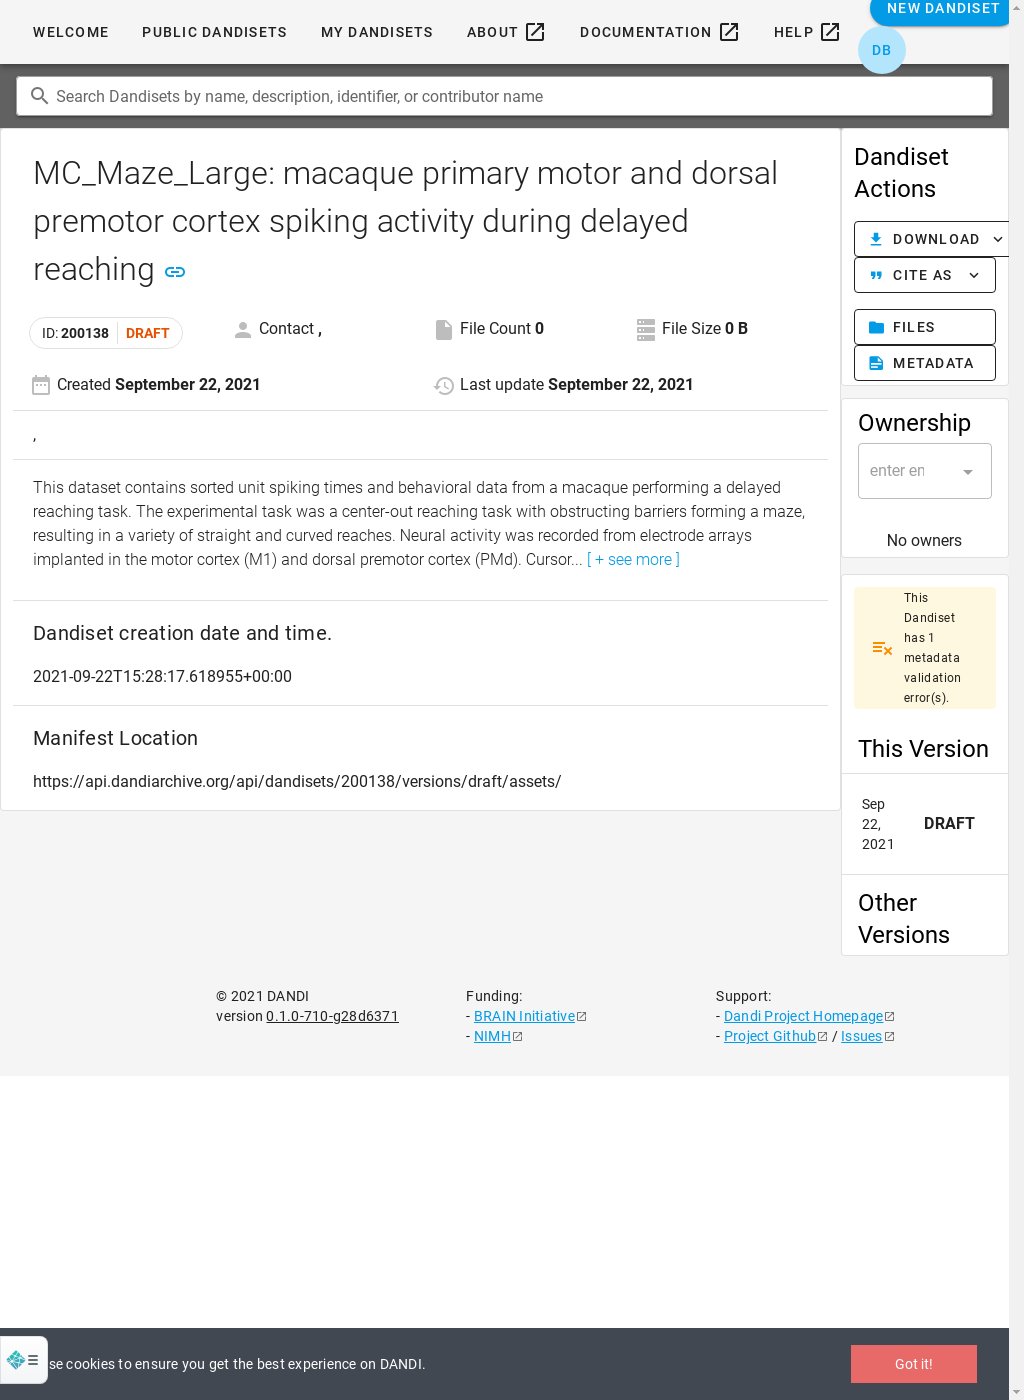 WELCOME PUBLIC DANDISETS MY DANDISETS ABOUT DOCUMENTATION HELP NEW DANDISET
DB
Search Dandisets by name, description, identifier, or contributor name
MC_Maze_Large: macaque primary motor and dorsal
premotor cortex spiking activity during delayed
reaching
ID: 200138 DRAFT Contact , File Count 0 File Size 0 B
Created September 22, 2021 Last update September 22, 2021
,
This dataset contains sorted unit spiking times and behavioral data from a macaque performing a delayed
reaching task. The experimental task was a center-out reaching task with obstructing barriers forming a maze,
resulting in a variety of straight and curved reaches. Neural activity was recorded from electrode arrays
implanted in the motor cortex (M1) and dorsal premotor cortex (PMd). Cursor... [ + see more ]
Dandiset creation date and time.
2021-09-22T15:28:17.618955+00:00
Manifest Location
https://api.dandiarchive.org/api/dandisets/200138/versions/draft/assets/
Dandiset
Actions
DOWNLOAD
CITE AS
FILES
METADATA
Ownership
enter en
No owners
This
Dandiset
has 1
metadata
validation
error(s).
This Version
Sep
22,
2021
DRAFT
Other
Versions
© 2021 DANDI
version 0.1.0-710-g28d6371
Funding:
- BRAIN Initiative
- NIMH
Support:
- Dandi Project Homepage
- Project Github / Issues
se cookies to ensure you get the best experience on DANDI.
Got it!